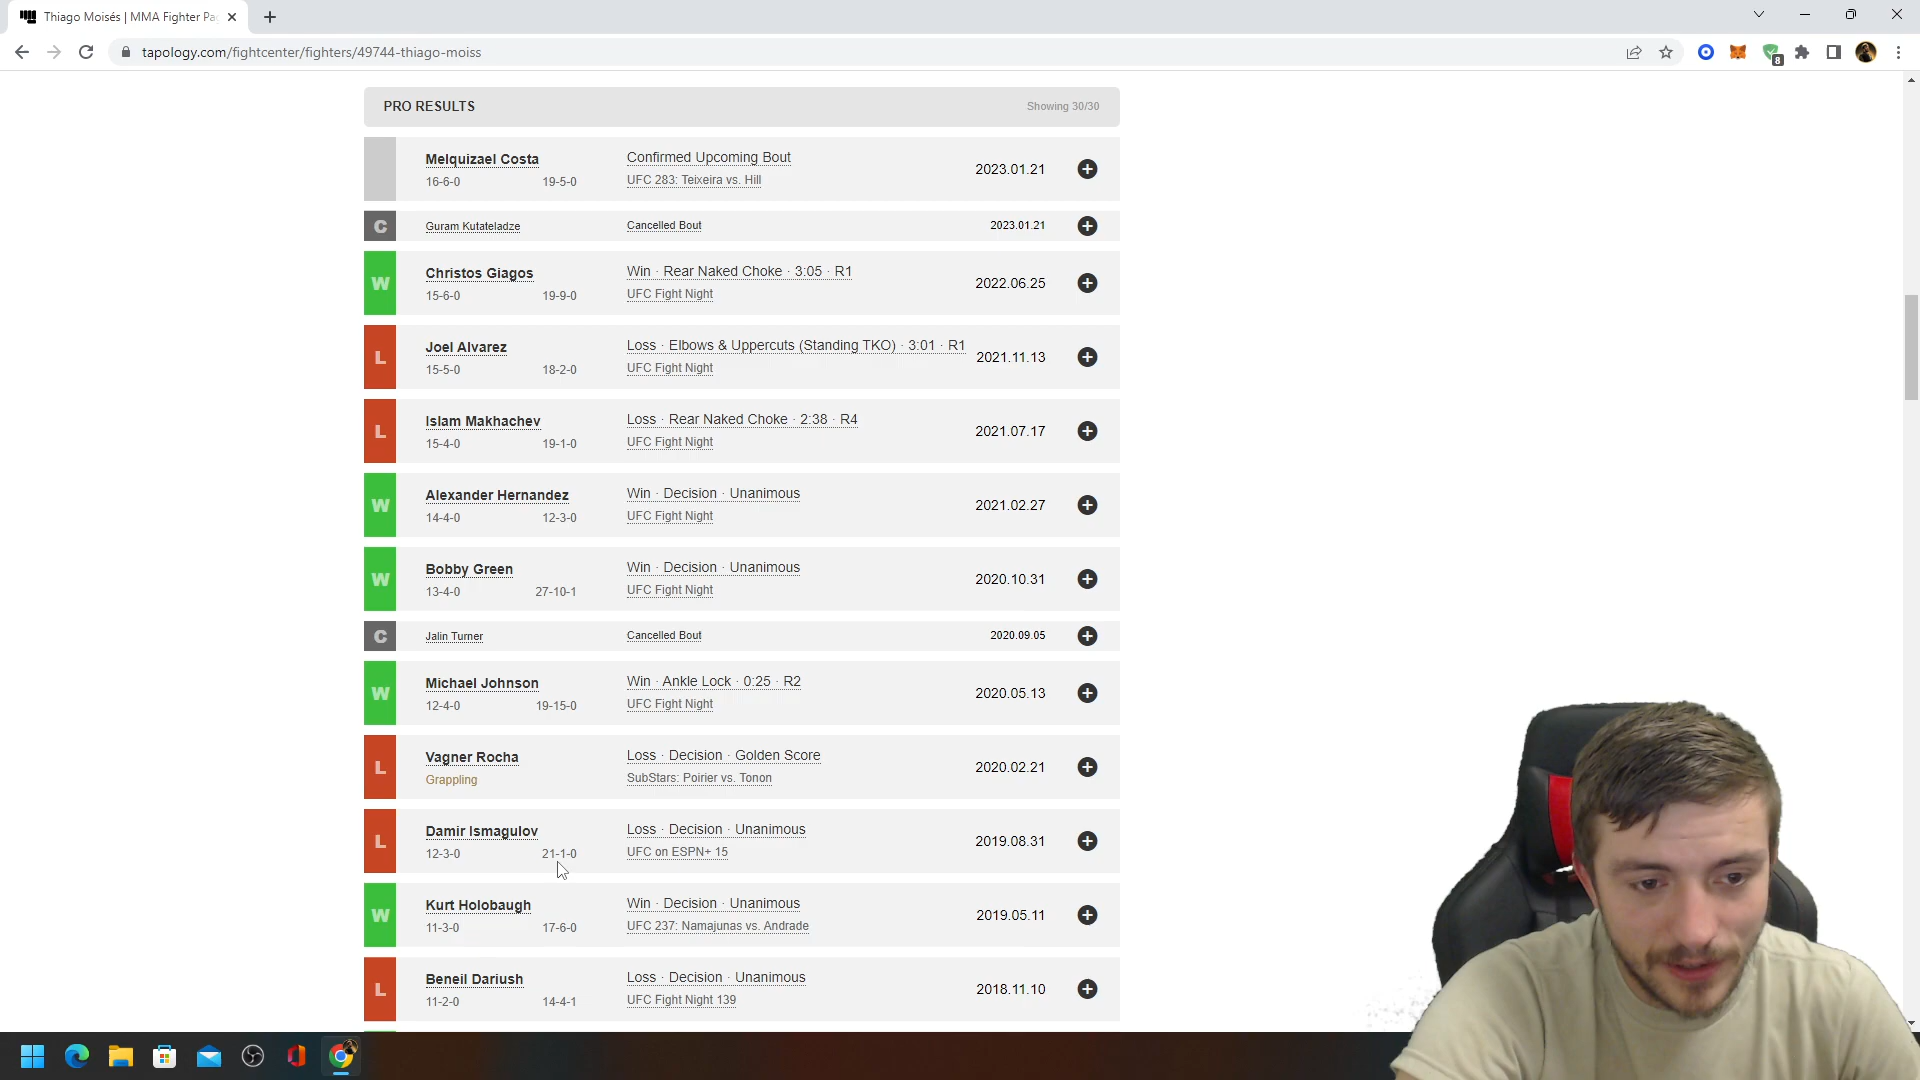 Thiago Moisés | MMA Fighter Pa
tapology.com/fightcenter/fighters/49744-thiago-moiss
8
PRO RESULTS
Showing 30/30
Melquizael Costa
Confirmed Upcoming Bout
2023.01.21
16-6-0
19-5-0
UFC 283: Teixeira vs. Hill
C
Guram Kutateladze
Cancelled Bout
2023.01.21
W
Christos Giagos
Win · Rear Naked Choke · 3:05 · R1
2022.06.25
15-6-0
19-9-0
UFC Fight Night
L
Joel Alvarez
Loss · Elbows & Uppercuts (Standing TKO) · 3:01 · R1
2021.11.13
15-5-0
18-2-0
UFC Fight Night
L
Islam Makhachev
Loss · Rear Naked Choke · 2:38 · R4
2021.07.17
15-4-0
19-1-0
UFC Fight Night
W
Alexander Hernandez
Win · Decision · Unanimous
2021.02.27
14-4-0
12-3-0
UFC Fight Night
W
Bobby Green
Win · Decision · Unanimous
2020.10.31
13-4-0
27-10-1
UFC Fight Night
C
Jalin Turner
Cancelled Bout
2020.09.05
W
Michael Johnson
Win · Ankle Lock · 0:25 · R2
2020.05.13
12-4-0
19-15-0
UFC Fight Night
L
Vagner Rocha
Loss · Decision · Golden Score
2020.02.21
Grappling
SubStars: Poirier vs. Tonon
L
Damir Ismagulov
Loss · Decision · Unanimous
2019.08.31
12-3-0
21-1-0
UFC on ESPN+ 15
W
Kurt Holobaugh
Win · Decision · Unanimous
2019.05.11
11-3-0
17-6-0
UFC 237: Namajunas vs. Andrade
L
Beneil Dariush
Loss · Decision · Unanimous
2018.11.10
11-2-0
14-4-1
UFC Fight Night 139